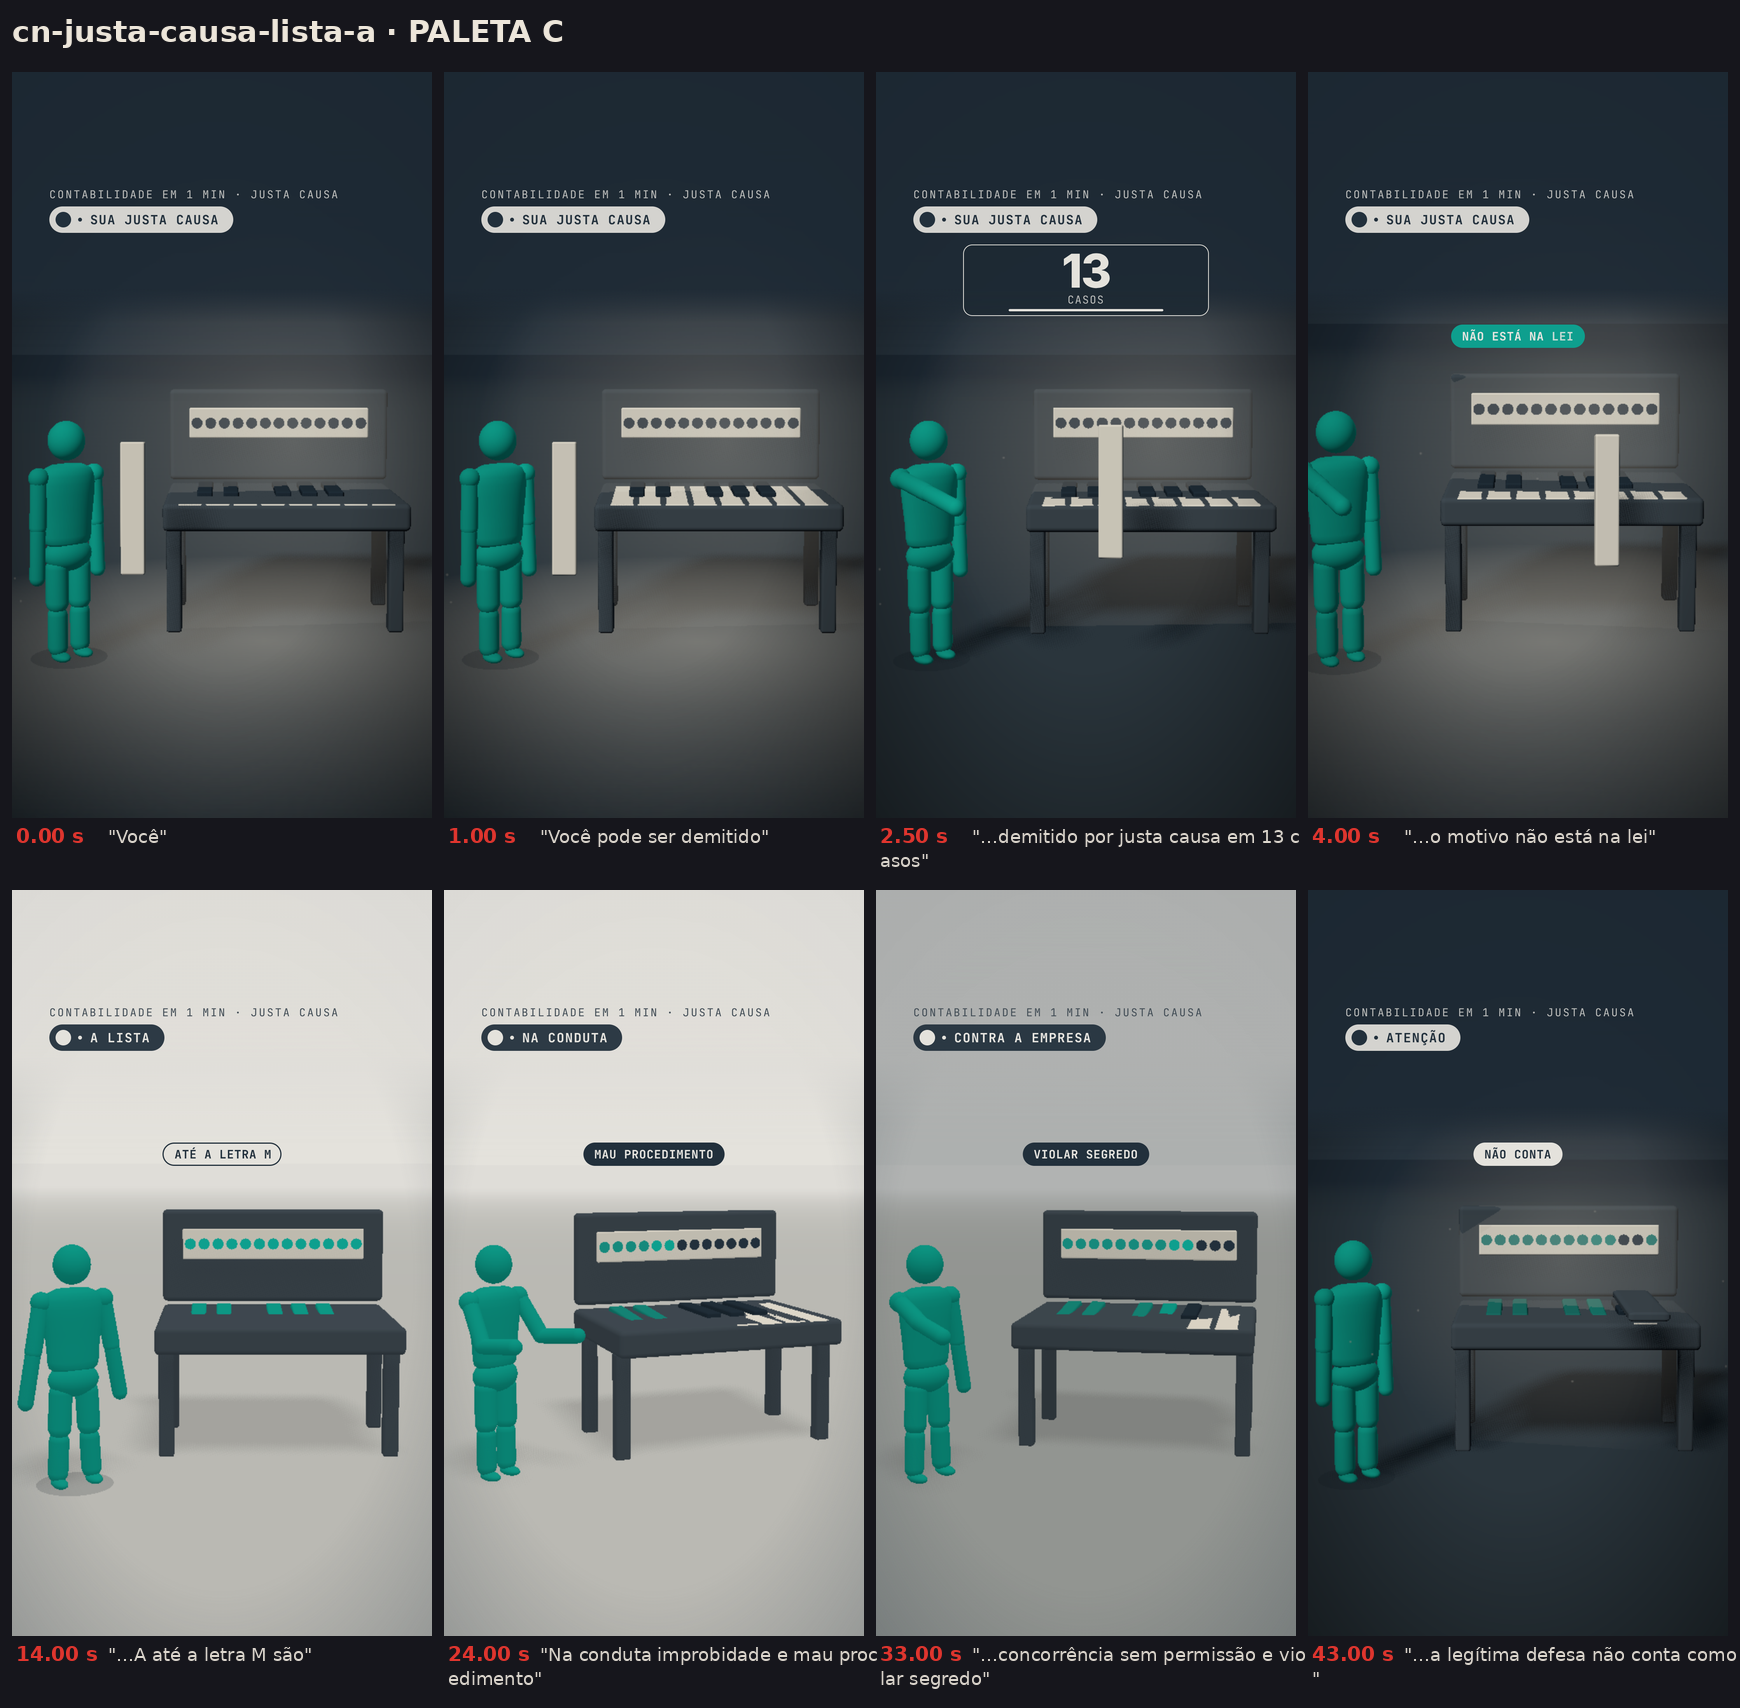 cn-justa-causa-lista-a · PALETA C
CONTABILIDADE EM 1 MIN · JUSTA CAUSA
• SUA JUSTA CAUSA
0.00 s "Você"
CONTABILIDADE EM 1 MIN · JUSTA CAUSA
• SUA JUSTA CAUSA
1.00 s "Você pode ser demitido"
CONTABILIDADE EM 1 MIN · JUSTA CAUSA
• SUA JUSTA CAUSA
13
CASOS
2.50 s "...demitido por justa causa em 13 c
asos"
CONTABILIDADE EM 1 MIN · JUSTA CAUSA
• SUA JUSTA CAUSA
NÃO ESTÁ NA LEI
4.00 s "...o motivo não está na lei"
CONTABILIDADE EM 1 MIN · JUSTA CAUSA
• A LISTA
ATÉ A LETRA M
14.00 s "...A até a letra M são"
CONTABILIDADE EM 1 MIN · JUSTA CAUSA
• NA CONDUTA
MAU PROCEDIMENTO
24.00 s "Na conduta improbidade e mau proc
edimento"
CONTABILIDADE EM 1 MIN · JUSTA CAUSA
• CONTRA A EMPRESA
VIOLAR SEGREDO
33.00 s "...concorrência sem permissão e vio
lar segredo"
CONTABILIDADE EM 1 MIN · JUSTA CAUSA
• ATENÇÃO
NÃO CONTA
43.00 s "...a legítima defesa não conta como
"